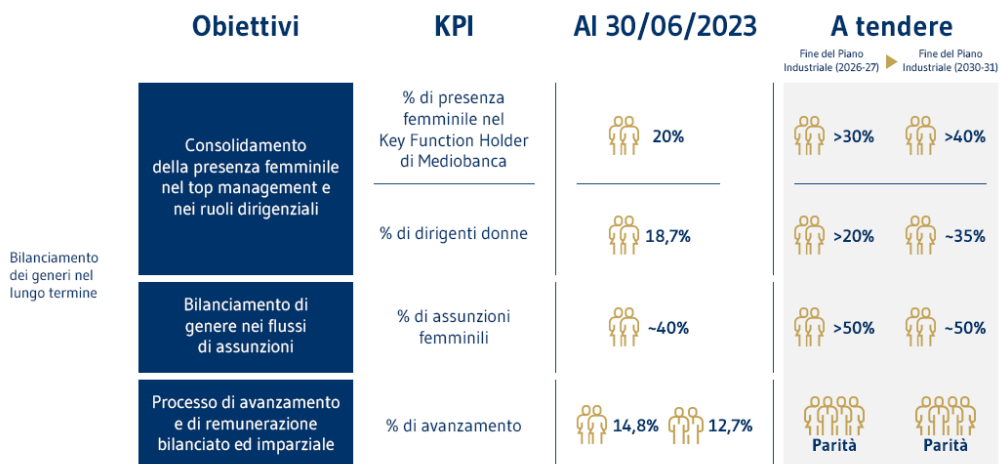 Obiettivi
KPI
Al 30/06/2023
A tendere
Fine del Piano
Industriale (2026-27)
Fine del Piano
Industriale (2030-31)
Bilanciamento
dei generi nel
lungo termine
Consolidamento
della presenza femminile
nel top management e
nei ruoli dirigenziali
% di presenza
femminile nel
Key Function Holder
di Mediobanca
20%
>30%
>40%
% di dirigenti donne
18,7%
>20%
~35%
Bilanciamento di
genere nei flussi
di assunzioni
% di assunzioni
femminili
~40%
>50%
~50%
Processo di avanzamento
e di remunerazione
bilanciato ed imparziale
% di avanzamento
14,8%
12,7%
Parità
Parità